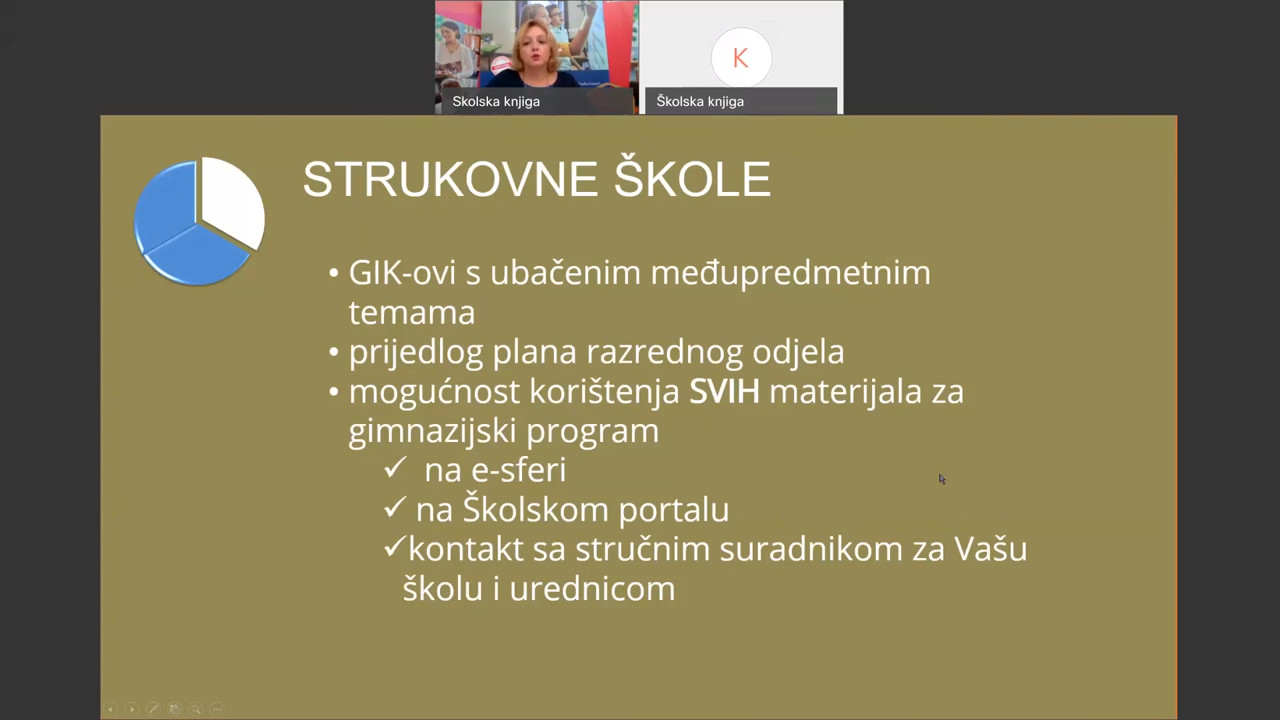 Skolska knjiga
K
Školska knjiga
STRUKOVNE ŠKOLE
• GIK-ovi s ubačenim međupredmetnim
temama
• prijedlog plana razrednog odjela
• mogućnost korištenja SVIH materijala za
gimnazijski program
✓ na e-sferi
✓ na Školskom portalu
✓kontakt sa stručnim suradnikom za Vašu
školu i urednicom